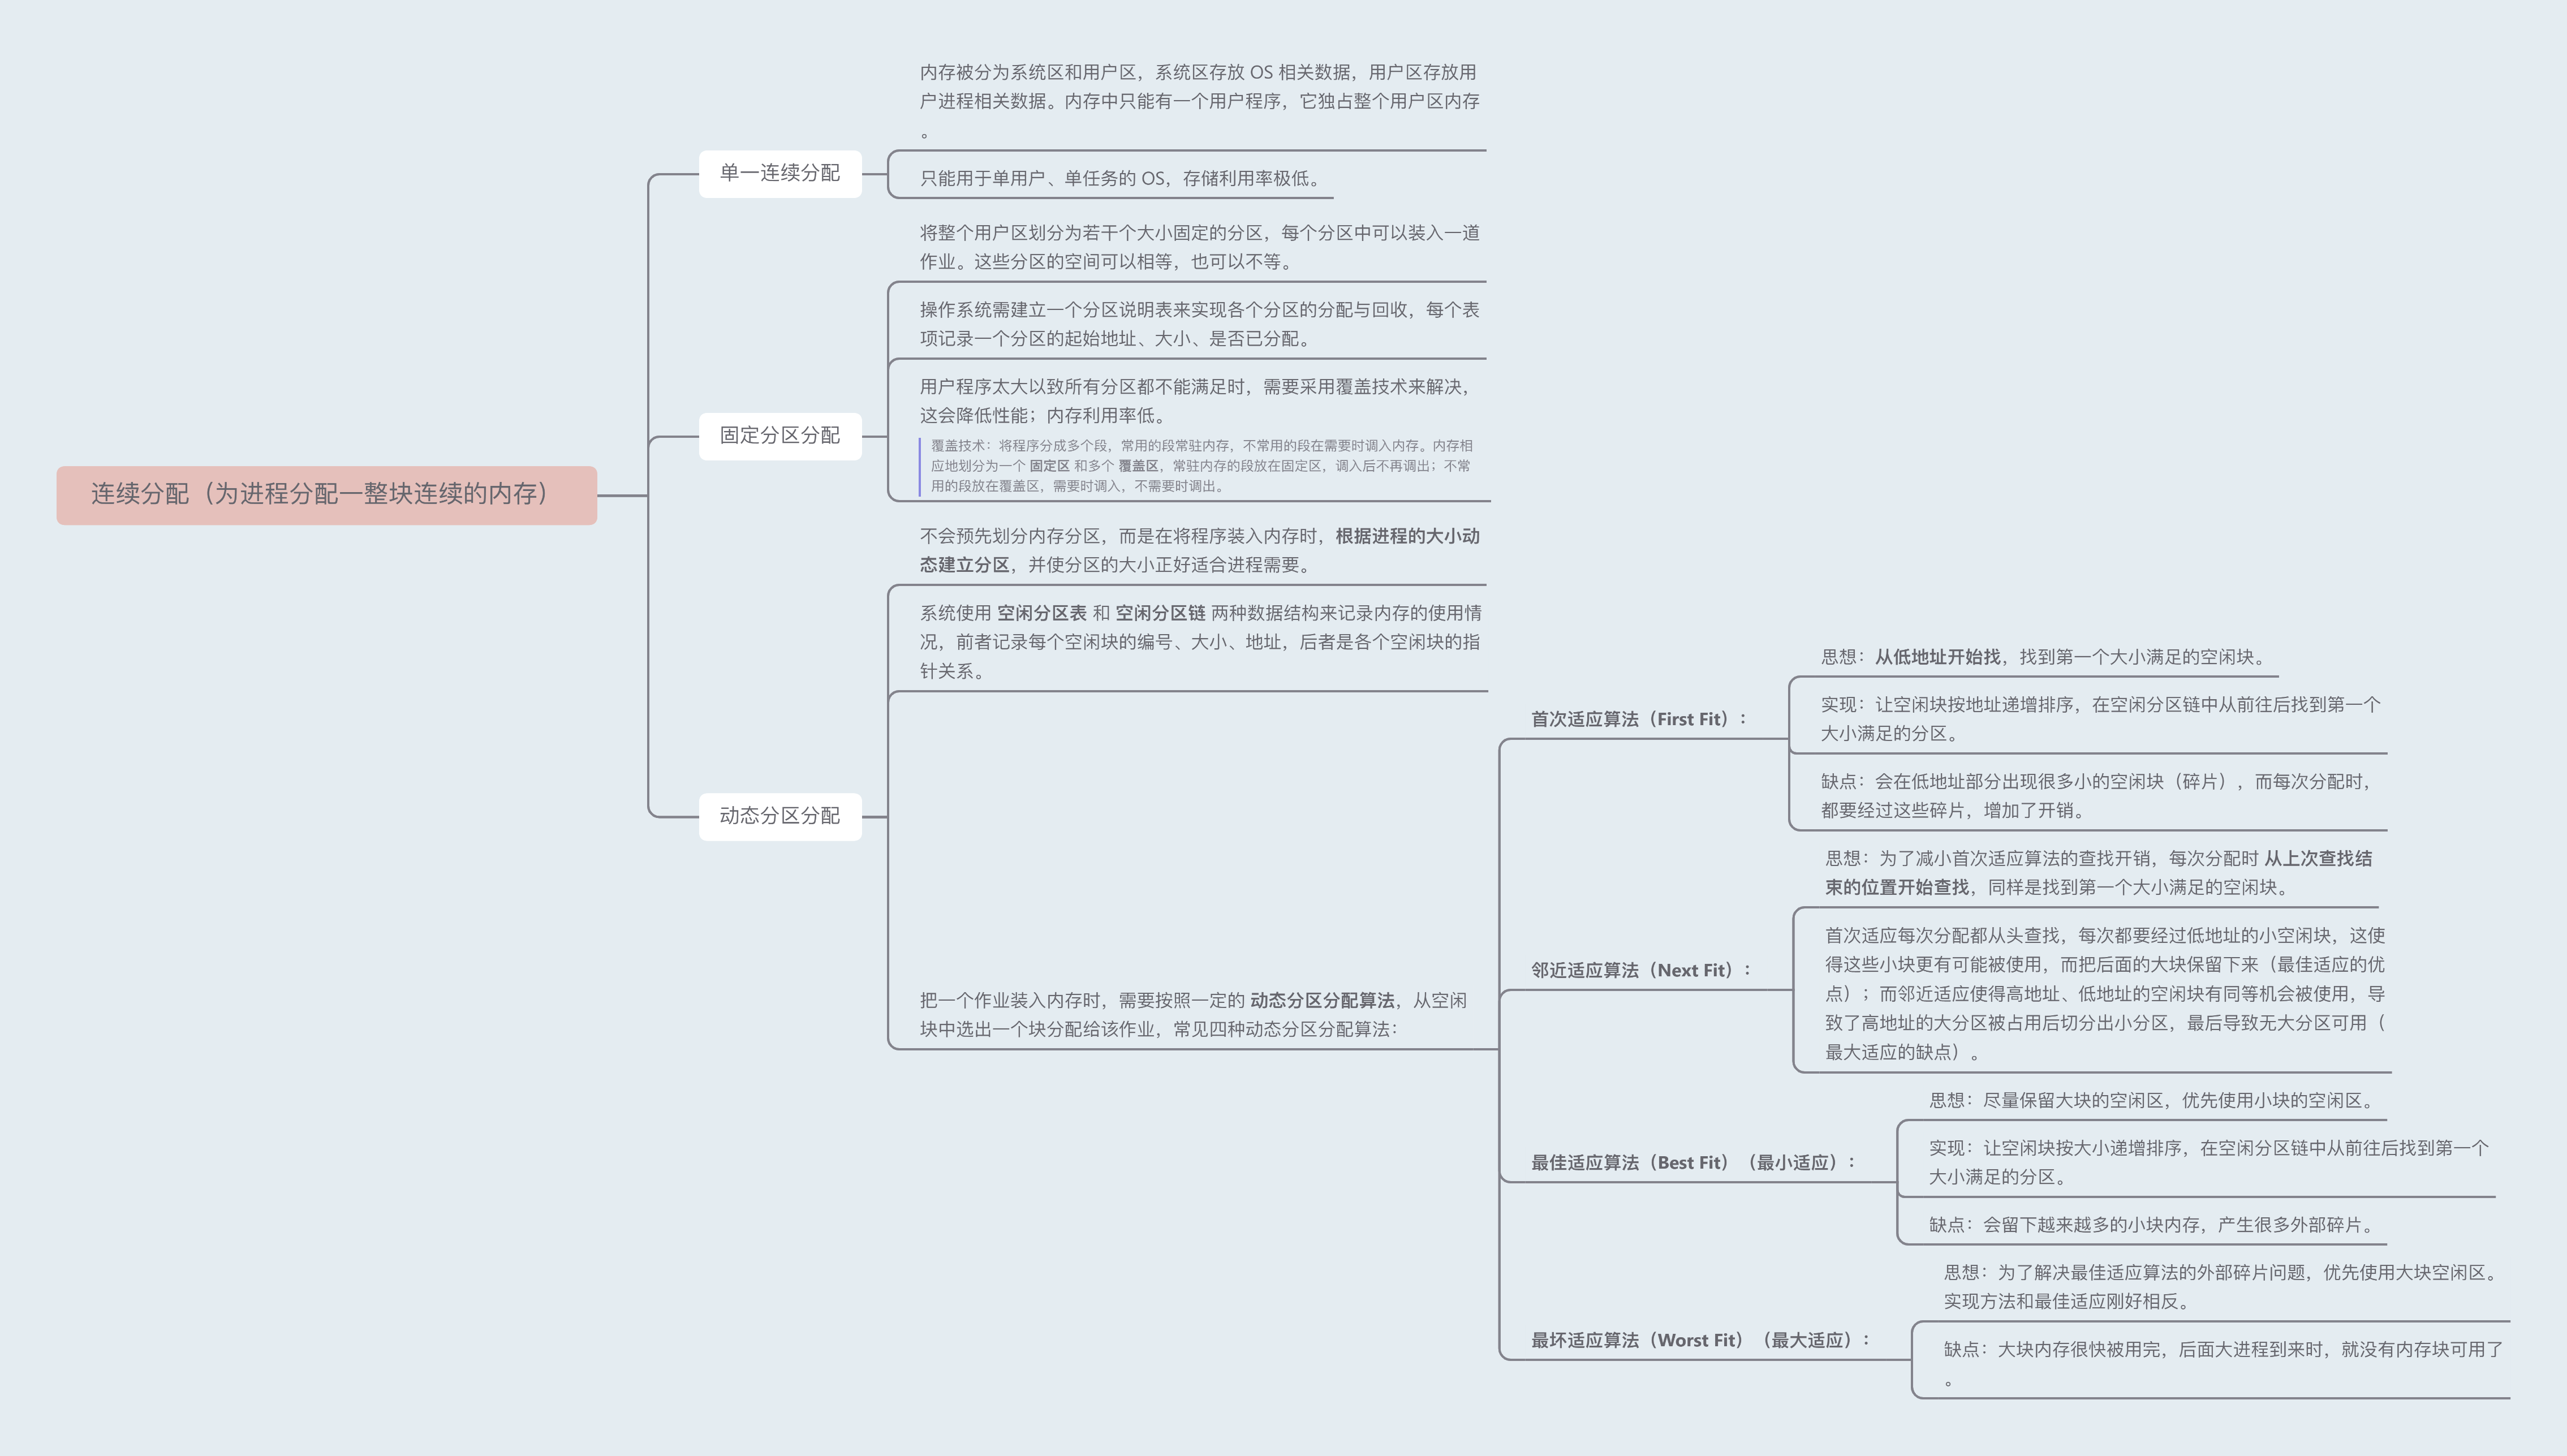 连续分配（为进程分配一整块连续的内存）
单一连续分配
内存被分为系统区和用户区，系统区存放 OS 相关数据，用户区存放用
户进程相关数据。内存中只能有一个用户程序，它独占整个用户区内存
。
只能用于单用户、单任务的 OS，存储利用率极低。
固定分区分配
将整个用户区划分为若干个大小固定的分区，每个分区中可以装入一道
作业。这些分区的空间可以相等，也可以不等。
操作系统需建立一个分区说明表来实现各个分区的分配与回收，每个表
项记录一个分区的起始地址、大小、是否已分配。
用户程序太大以致所有分区都不能满足时，需要采用覆盖技术来解决，
这会降低性能；内存利用率低。
覆盖技术：将程序分成多个段，常用的段常驻内存，不常用的段在需要时调入内存。内存相
应地划分为一个 固定区 和多个 覆盖区，常驻内存的段放在固定区，调入后不再调出；不常
用的段放在覆盖区，需要时调入，不需要时调出。
动态分区分配
不会预先划分内存分区，而是在将程序装入内存时，根据进程的大小动
态建立分区，并使分区的大小正好适合进程需要。
系统使用 空闲分区表 和 空闲分区链 两种数据结构来记录内存的使用情
况，前者记录每个空闲块的编号、大小、地址，后者是各个空闲块的指
针关系。
把一个作业装入内存时，需要按照一定的 动态分区分配算法，从空闲
块中选出一个块分配给该作业，常见四种动态分区分配算法：
首次适应算法（First Fit）：
思想：从低地址开始找，找到第一个大小满足的空闲块。
实现：让空闲块按地址递增排序，在空闲分区链中从前往后找到第一个
大小满足的分区。
缺点：会在低地址部分出现很多小的空闲块（碎片），而每次分配时，
都要经过这些碎片，增加了开销。
邻近适应算法（Next Fit）：
思想：为了减小首次适应算法的查找开销，每次分配时 从上次查找结
束的位置开始查找，同样是找到第一个大小满足的空闲块。
首次适应每次分配都从头查找，每次都要经过低地址的小空闲块，这使
得这些小块更有可能被使用，而把后面的大块保留下来（最佳适应的优
点）；而邻近适应使得高地址、低地址的空闲块有同等机会被使用，导
致了高地址的大分区被占用后切分出小分区，最后导致无大分区可用（
最大适应的缺点）。
最佳适应算法（Best Fit）（最小适应）：
思想：尽量保留大块的空闲区，优先使用小块的空闲区。
实现：让空闲块按大小递增排序，在空闲分区链中从前往后找到第一个
大小满足的分区。
缺点：会留下越来越多的小块内存，产生很多外部碎片。
最坏适应算法（Worst Fit）（最大适应）：
思想：为了解决最佳适应算法的外部碎片问题，优先使用大块空闲区。
实现方法和最佳适应刚好相反。
缺点：大块内存很快被用完，后面大进程到来时，就没有内存块可用了
。